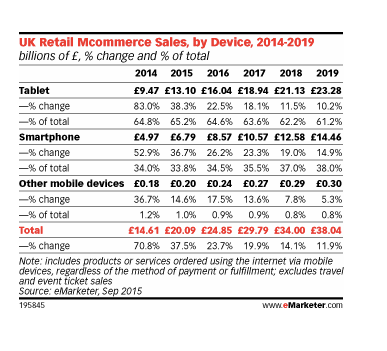 UK Retail Mcommerce Sales, by Device, 2014-2019
billions of £, % change and % of total
2014 2015 2016 2017 2018 2019
Tablet £9.47 £13.10 £16.04 £18.94 £21.13 £23.28
—% change 83.0% 38.3% 22.5% 18.1% 11.5% 10.2%
—% of total 64.8% 65.2% 64.6% 63.6% 62.2% 61.2%
Smartphone £4.97 £6.79 £8.57 £10.57 £12.58 £14.46
—% change 52.9% 36.7% 26.2% 23.3% 19.0% 14.9%
—% of total 34.0% 33.8% 34.5% 35.5% 37.0% 38.0%
Other mobile devices £0.18 £0.20 £0.24 £0.27 £0.29 £0.30
—% change 36.7% 14.6% 17.5% 13.6% 7.8% 5.3%
—% of total 1.2% 1.0% 0.9% 0.9% 0.8% 0.8%
Total £14.61 £20.09 £24.85 £29.79 £34.00 £38.04
—% change 70.8% 37.5% 23.7% 19.9% 14.1% 11.9%
Note: includes products or services ordered using the internet via mobile
devices, regardless of the method of payment or fulfillment; excludes travel
and event ticket sales
Source: eMarketer, Sep 2015
195845 www.eMarketer.com